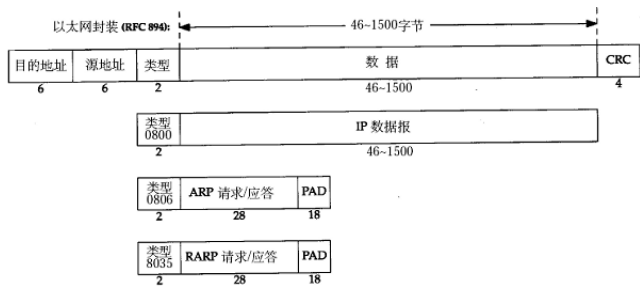 以太网封装 (RFC 894):
46~1500字节
目的地址 源地址 类型 数 据 CRC
6 6 2 46~1500 4
类型 0800 IP 数据报
2 46~1500
类型 0806 ARP 请求/应答 PAD
2 28 18
类型 8035 RARP 请求/应答 PAD
2 28 18